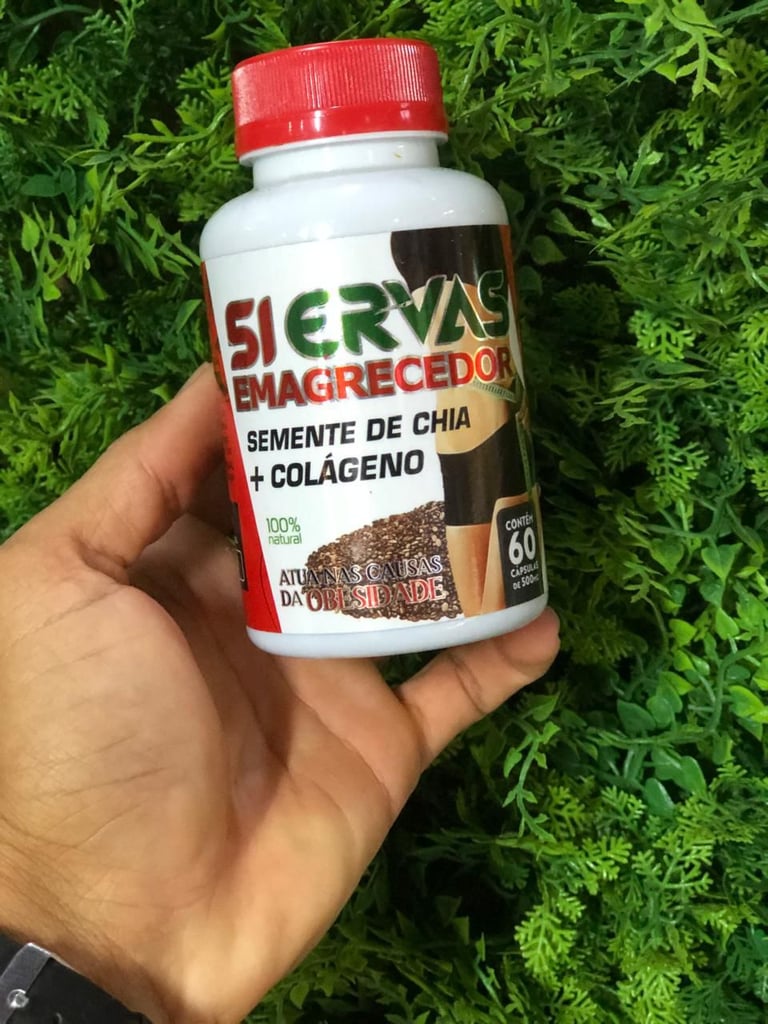 51 ERVAS
EMAGRECEDOR
SEMENTE DE CHIA
+ COLÁGENO
100%
natural
ATUA NAS CAUSAS
DA OBESIDADE
CONTÉM
60
CÁPSULAS
DE 500MG